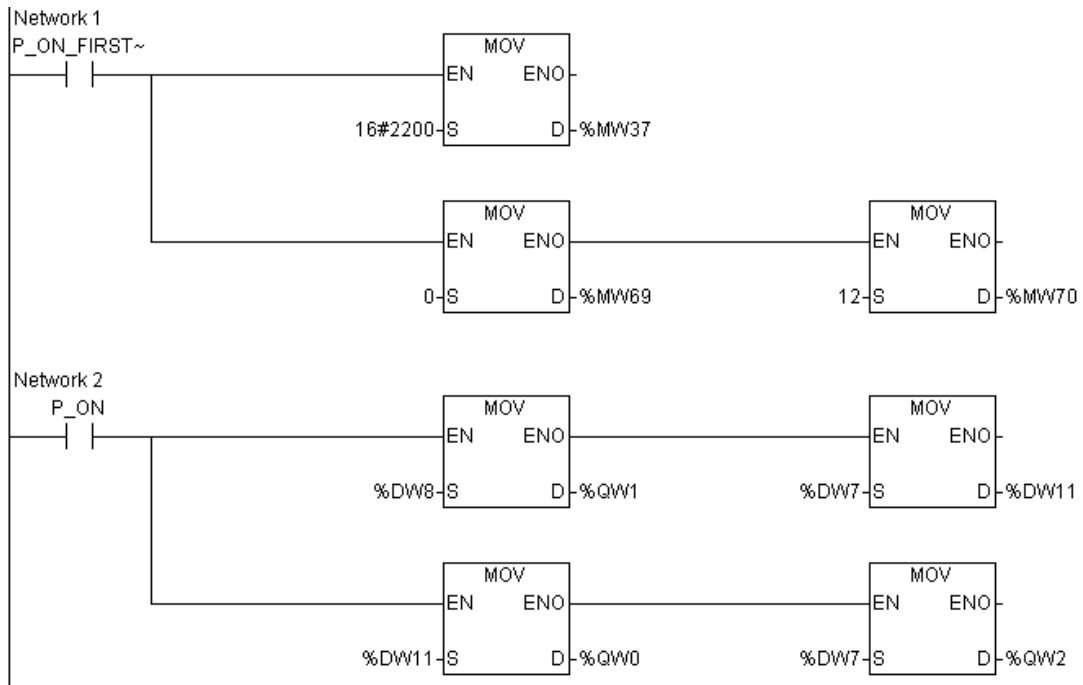 Network 1
P_ON_FIRST~
MOV
EN ENO
16#2200 S D %MW37
MOV MOV
EN ENO EN ENO
0 S D %MW69 12 S D %MW70
Network 2
P_ON
MOV MOV
EN ENO EN ENO
%DW8 S D %QW1 %DW7 S D %DW11
MOV MOV
EN ENO EN ENO
%DW11 S D %QW0 %DW7 S D %QW2